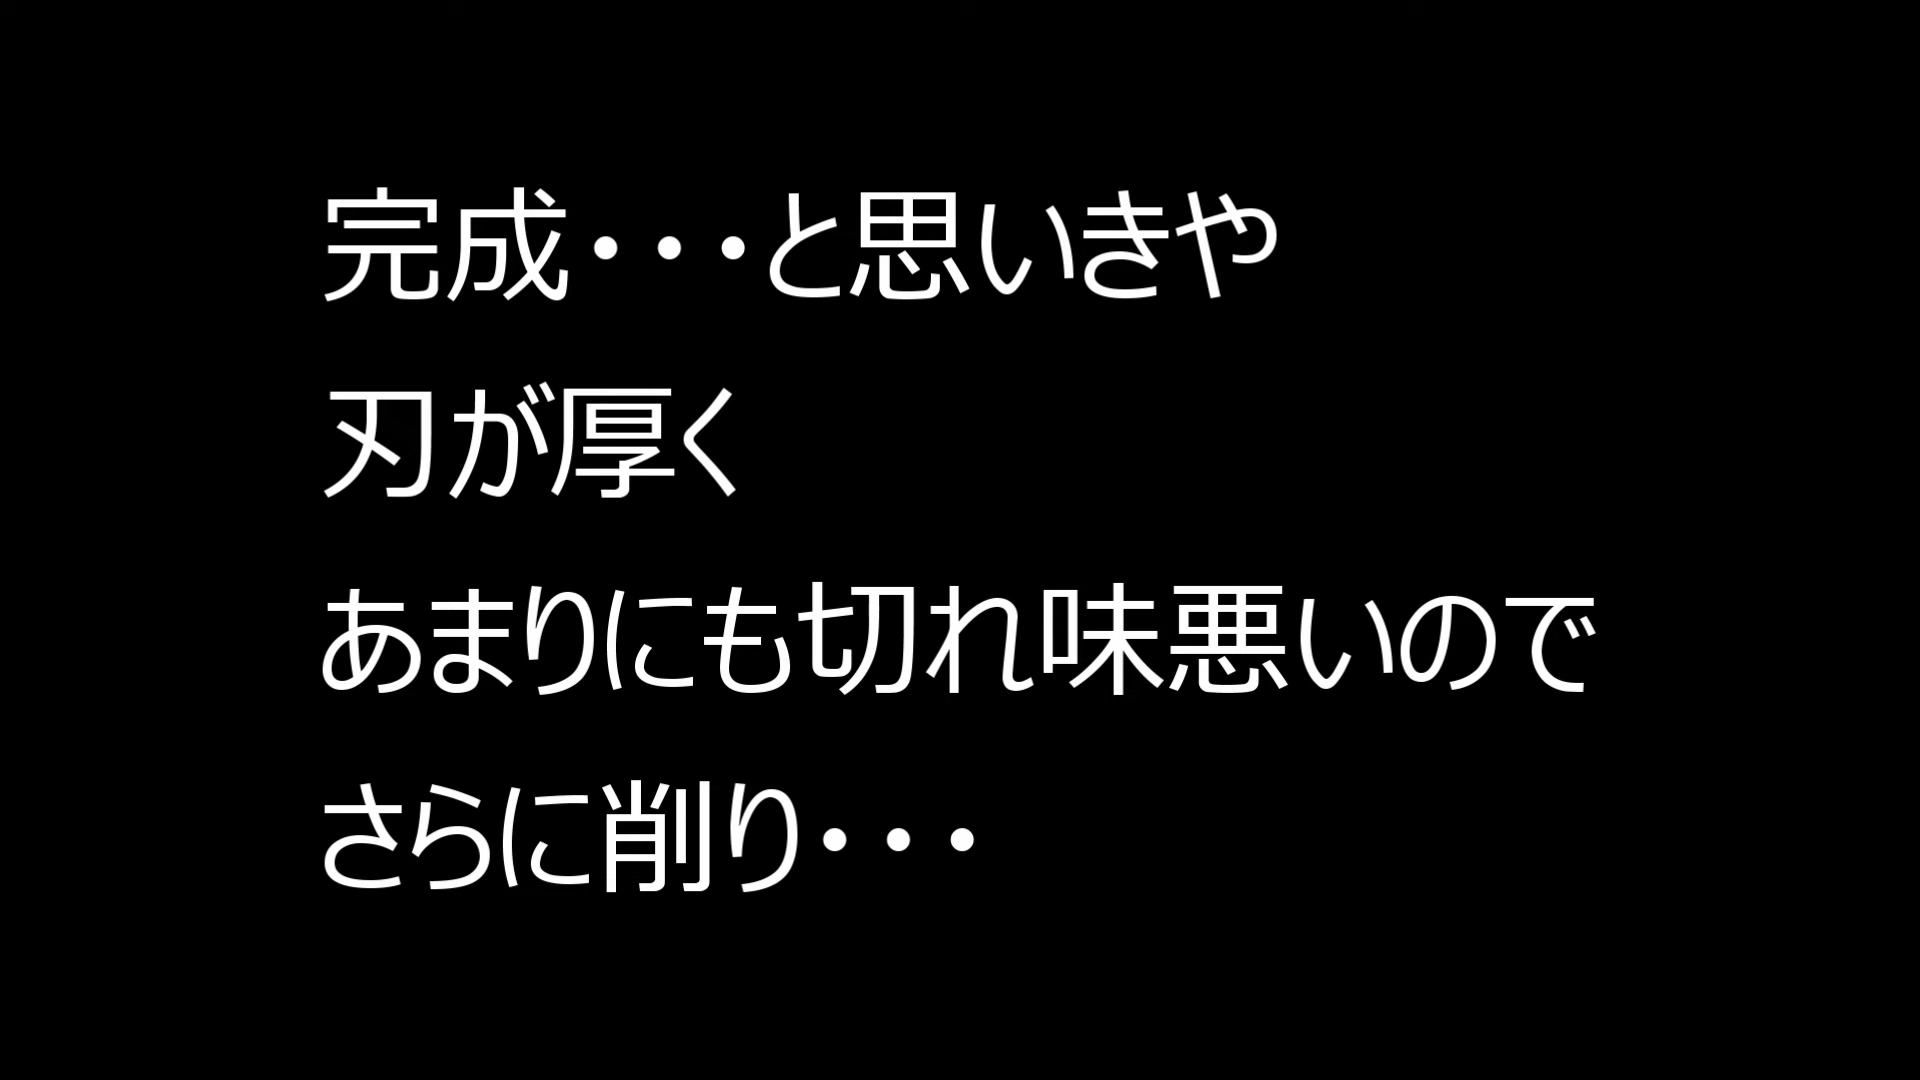 完成・・・と思いきや
刃が厚く
あまりにも切れ味悪いので
さらに削り・・・